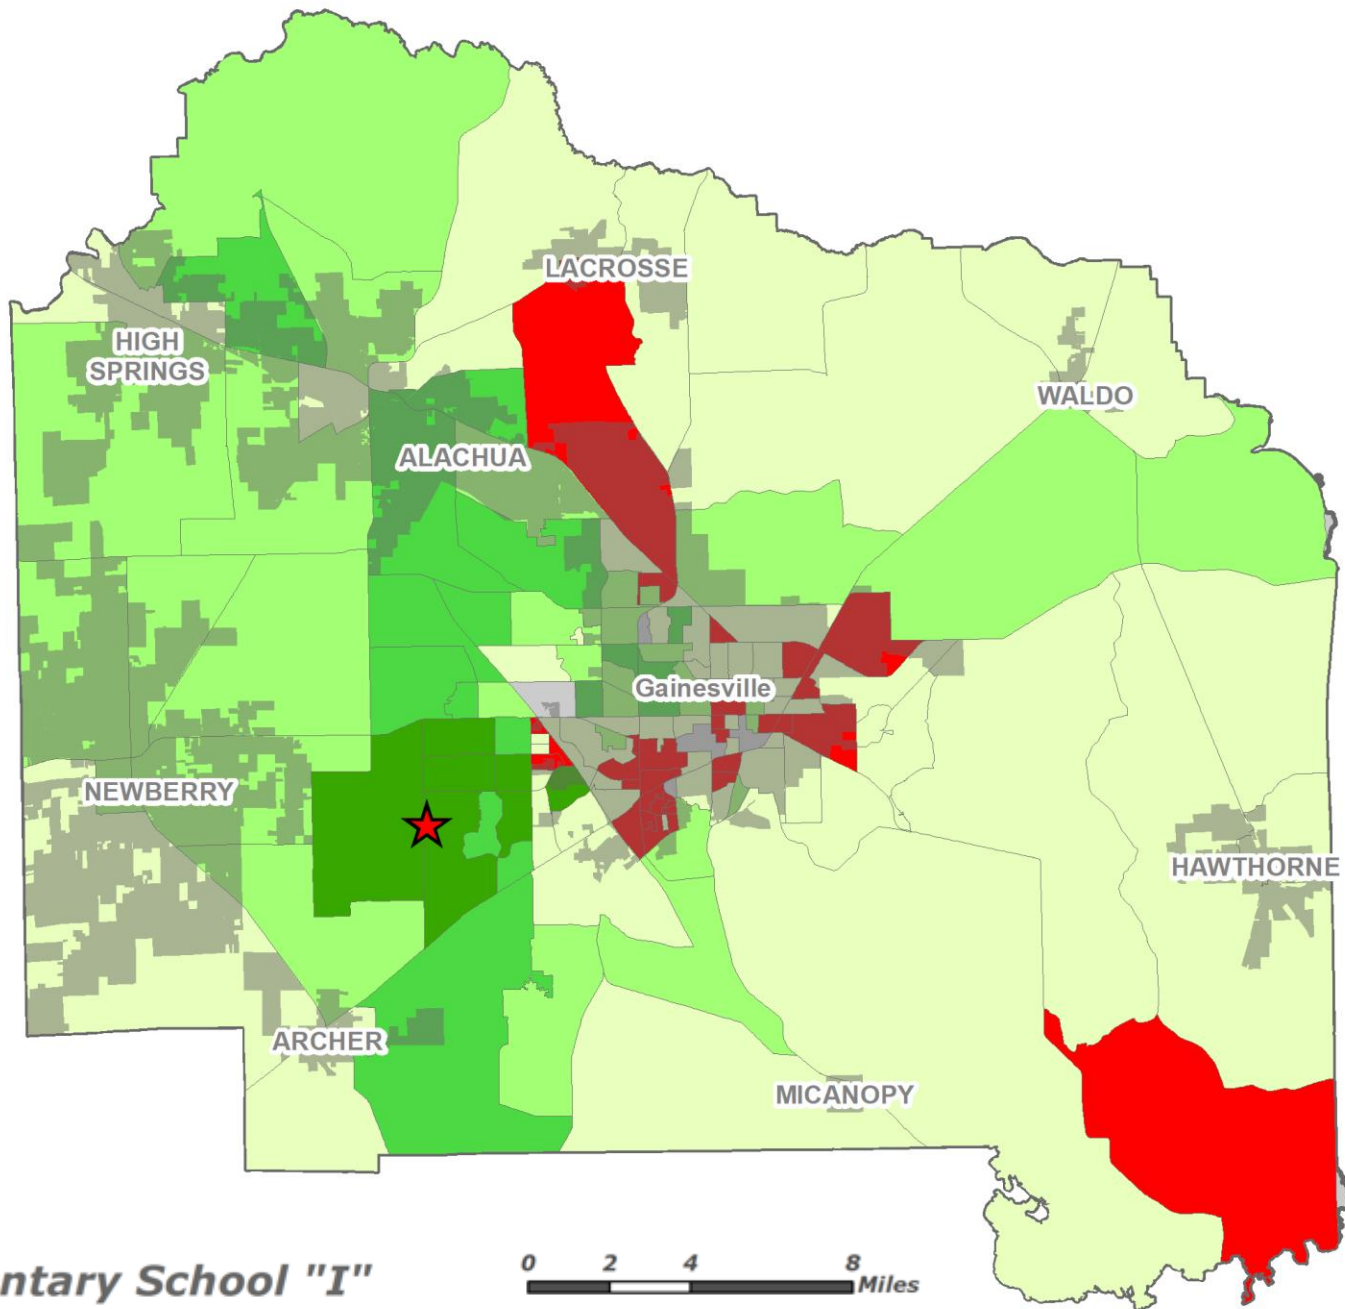 LACROSSE
HIGH
SPRINGS
WALDO
ALACHUA
Gainesville
NEWBERRY
HAWTHORNE
ARCHER
MICANOPY
ntary School "I"
0 2 4 8
Miles